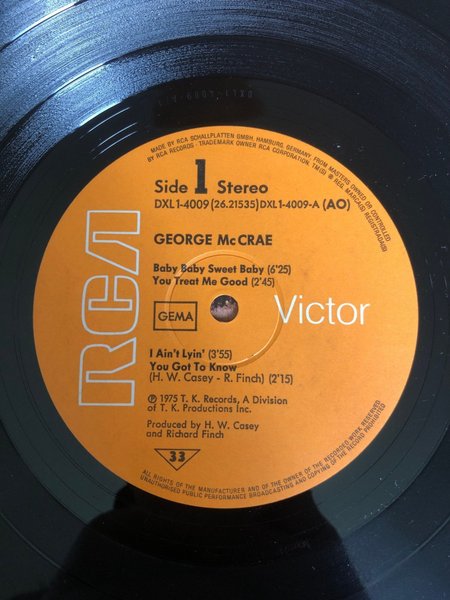 MADE BY RCA SCHALLPLATTEN GMBH, HAMBURG, GERMANY, FROM MASTERS OWNED OR CONTROLLED
BY RCA RECORDS · TRADEMARK OWNER RCA CORPORATION, TM(S) ® REG. MARCA(S) REGISTRADA(S)
Side 1 Stereo
DXL1-4009 (26.21535) DXL1-4009-A (AO)
GEORGE McCRAE
Baby Baby Sweet Baby (6'25)
You Treat Me Good (2'45)
RCA
GEMA
Victor
I Ain't Lyin' (3'55)
You Got To Know
(H. W. Casey - R. Finch) (2'15)
℗ 1975 T. K. Records, A Division
of T. K. Productions Inc.
Produced by H. W. Casey
and Richard Finch
33
ALL RIGHTS OF THE MANUFACTURER AND OF THE OWNER OF THE RECORDED WORK RESERVED
UNAUTHORISED PUBLIC PERFORMANCE BROADCASTING AND COPYING OF THE RECORD PROHIBITED